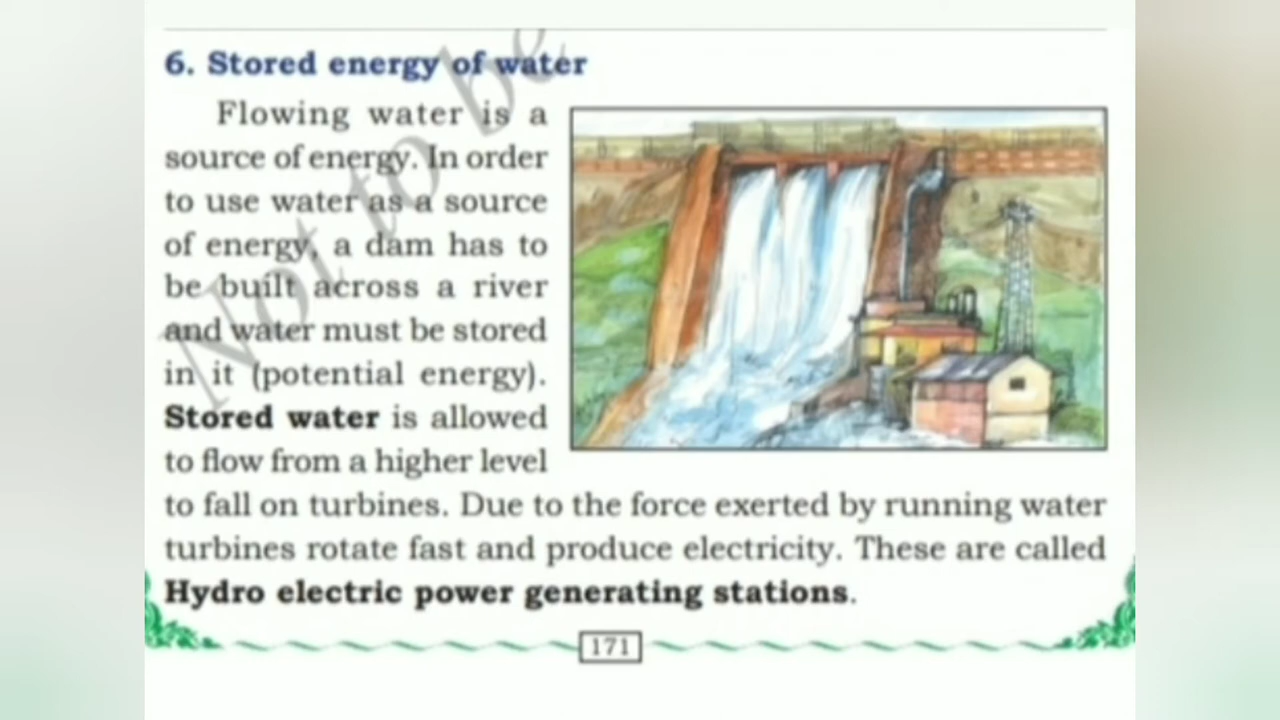 6. Stored energy of water
Flowing water is a
source of energy. In order
to use water as a source
of energy, a dam has to
be built across a river
and water must be stored
in it (potential energy).
Stored water is allowed
to flow from a higher level
to fall on turbines. Due to the force exerted by running water
turbines rotate fast and produce electricity. These are called
Hydro electric power generating stations.
171
Not to be